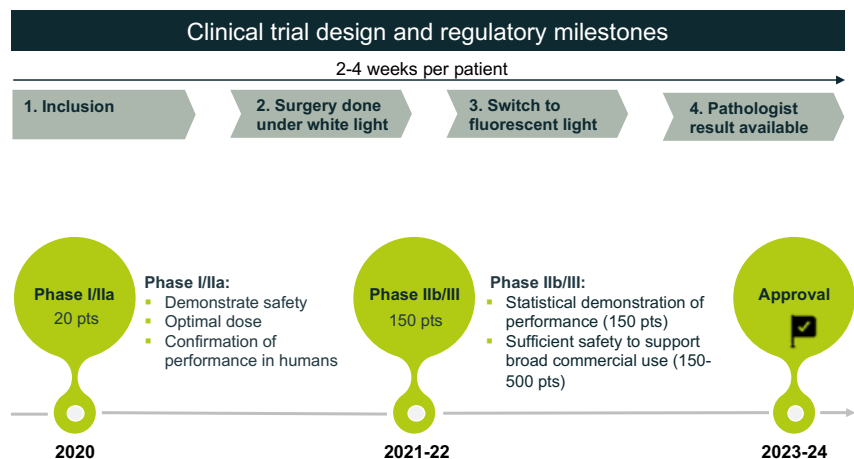 Clinical trial design and regulatory milestones
2-4 weeks per patient
1. Inclusion
2. Surgery done
under white light
3. Switch to
fluorescent light
4. Pathologist
result available
Phase I/IIa
20 pts
Phase I/IIa:
Demonstrate safety
Optimal dose
Confirmation of
performance in humans
Phase IIb/III
150 pts
Phase IIb/III:
Statistical demonstration of
performance (150 pts)
Sufficient safety to support
broad commercial use (150-
500 pts)
Approval
2020
2021-22
2023-24